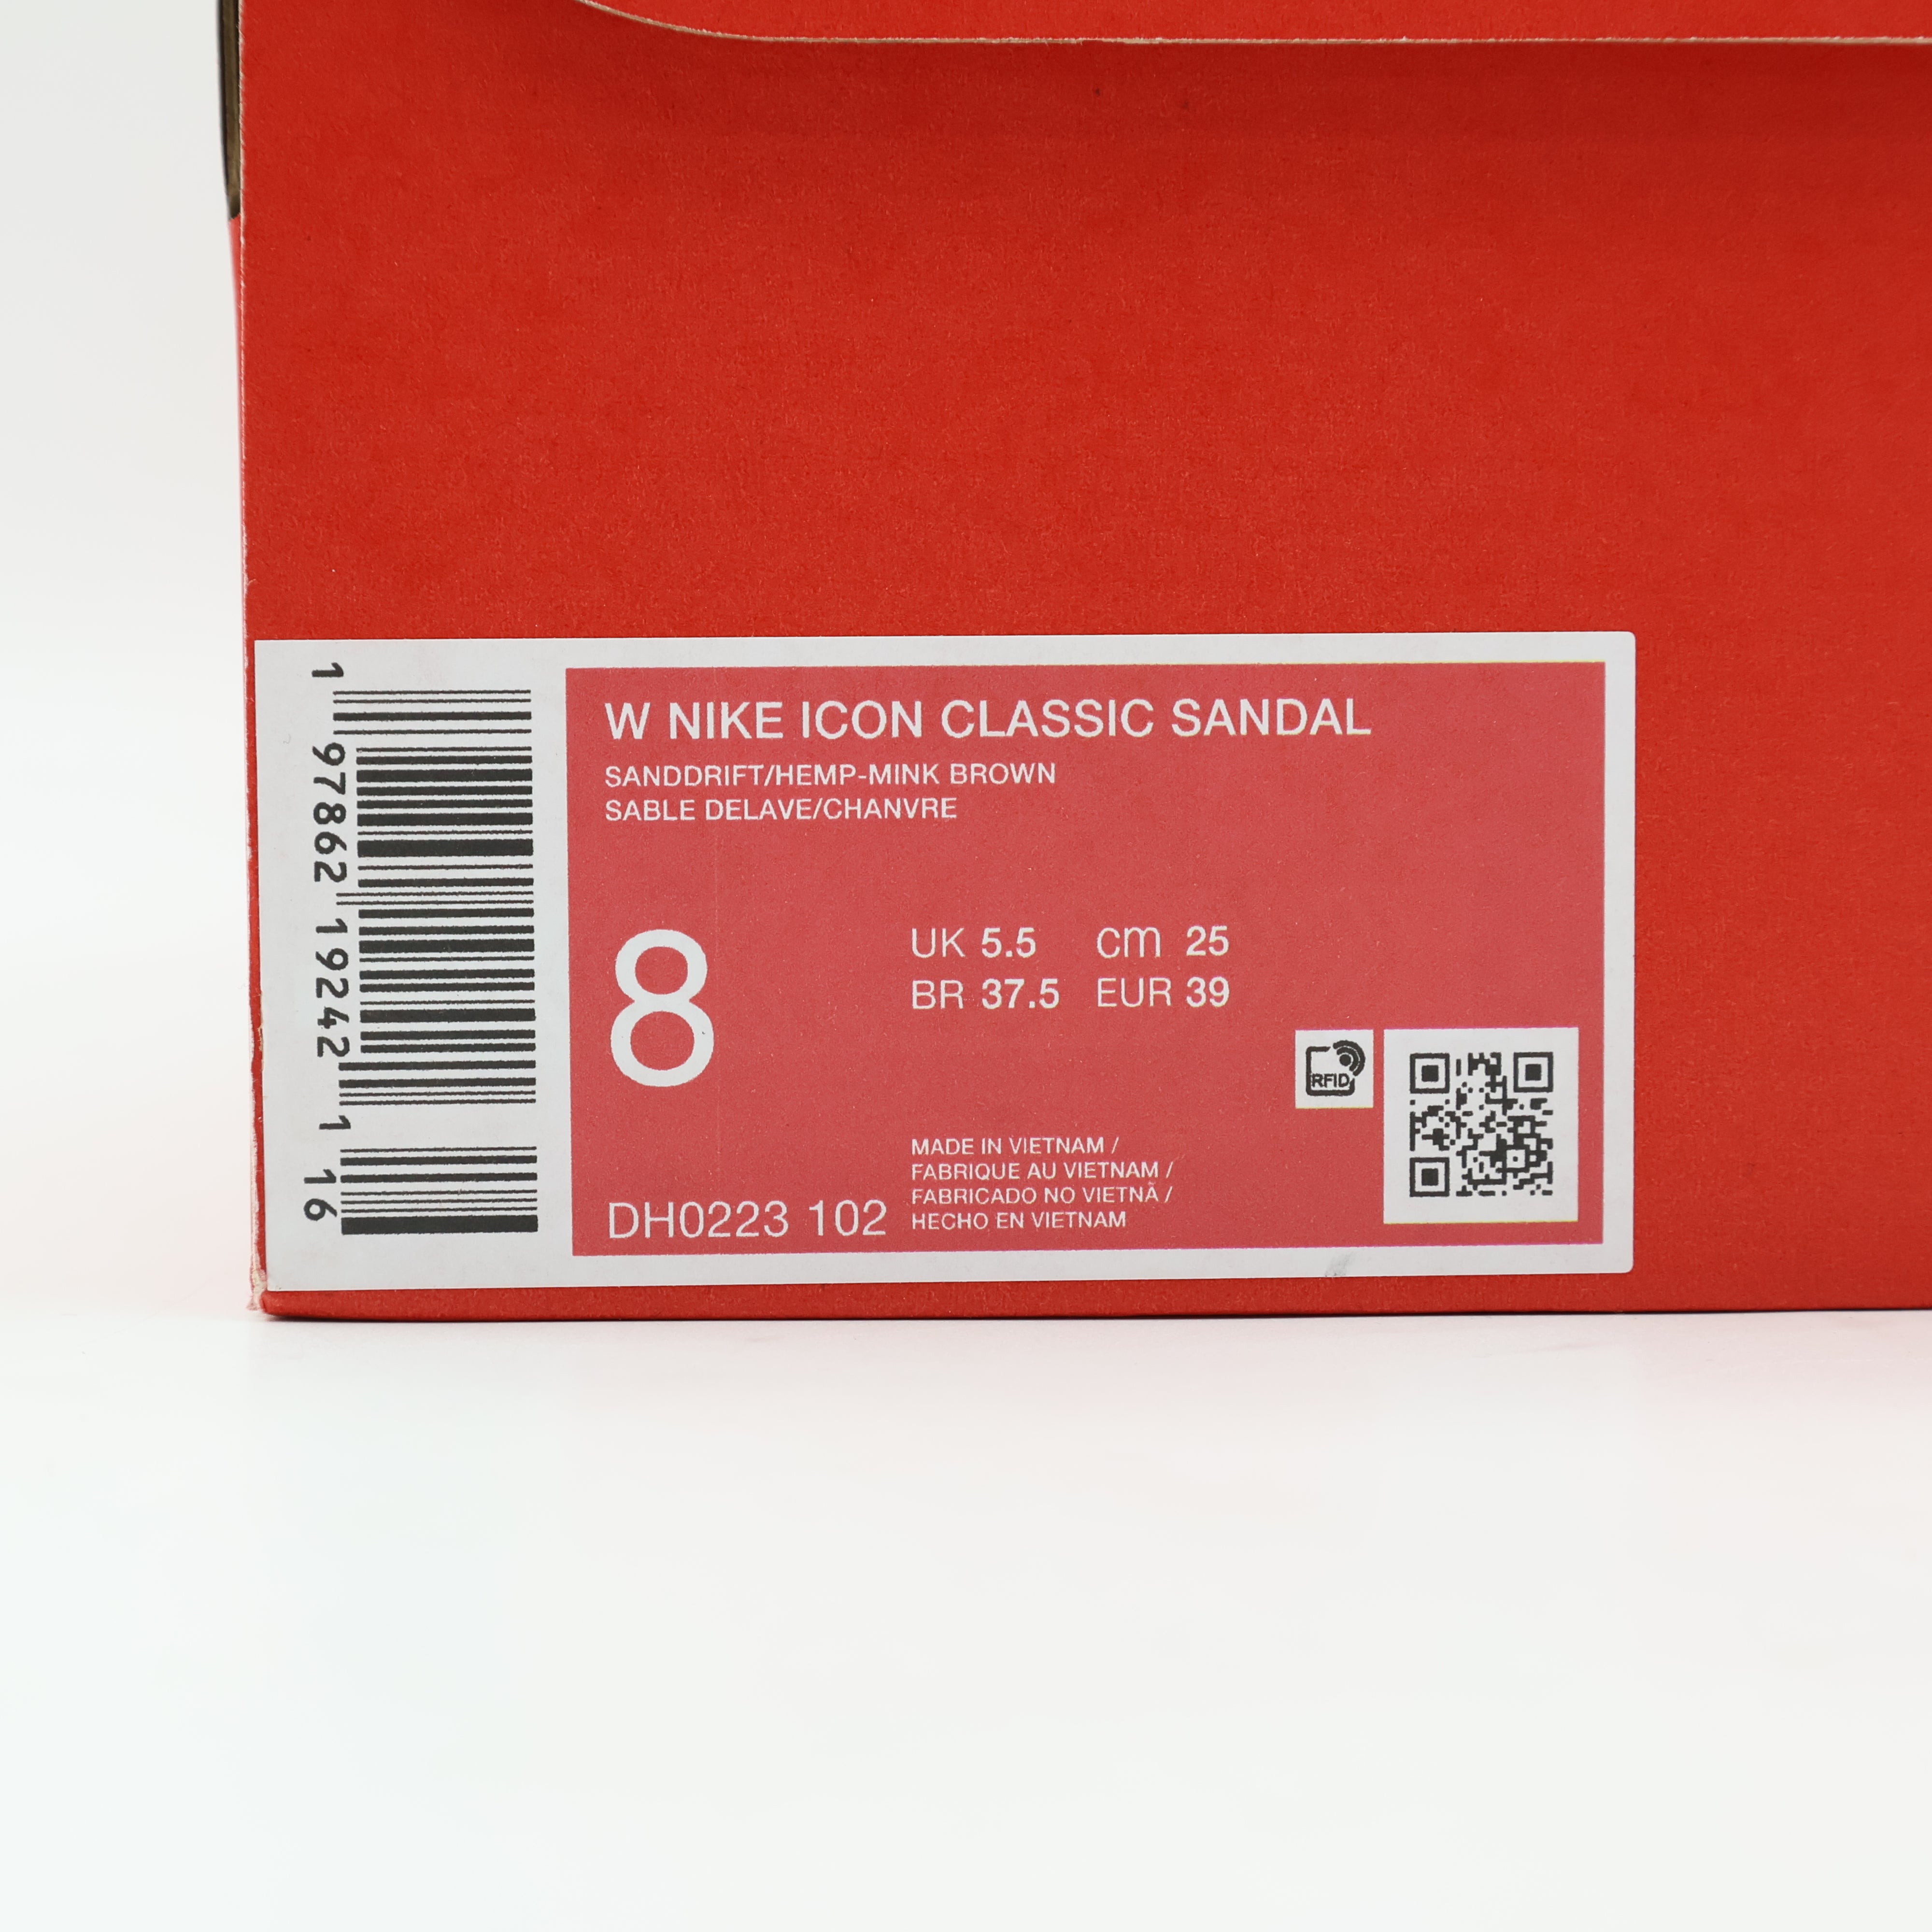 W NIKE ICON CLASSIC SANDAL
SANDDRIFT/HEMP-MINK BROWN
SABLE DELAVE/CHANVRE
8
UK 5.5 cm 25
BR 37.5 EUR 39
RFID
MADE IN VIETNAM /
FABRIQUE AU VIETNAM /
FABRICADO NO VIETNÃ /
HECHO EN VIETNAM
DH0223 102
1 97862 19242 1 16